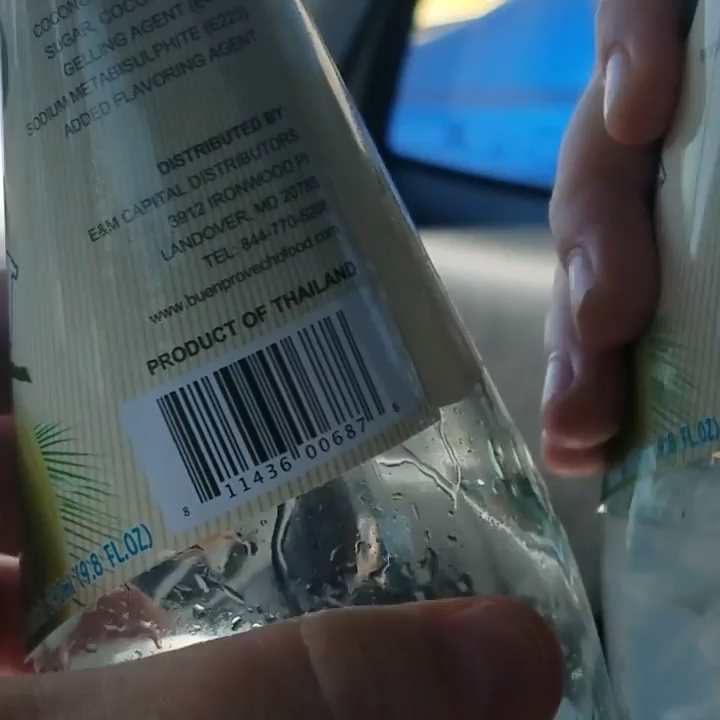 SUGAR, COCO
GELLING AGENT (E4
SODIUM METABISULPHITE (E223)
ADDED FLAVORING AGENT
DISTRIBUTED BY
E&M CAPITAL DISTRIBUTORS
3912 IRONWOOD Pl
LANDOVER, MD 20785
TEL: 844-770-
www.buenprovechofood.com
PRODUCT OF THAILAND
8 11436 00687 6
(9.8 FL.OZ)
(9.8 FL.OZ)